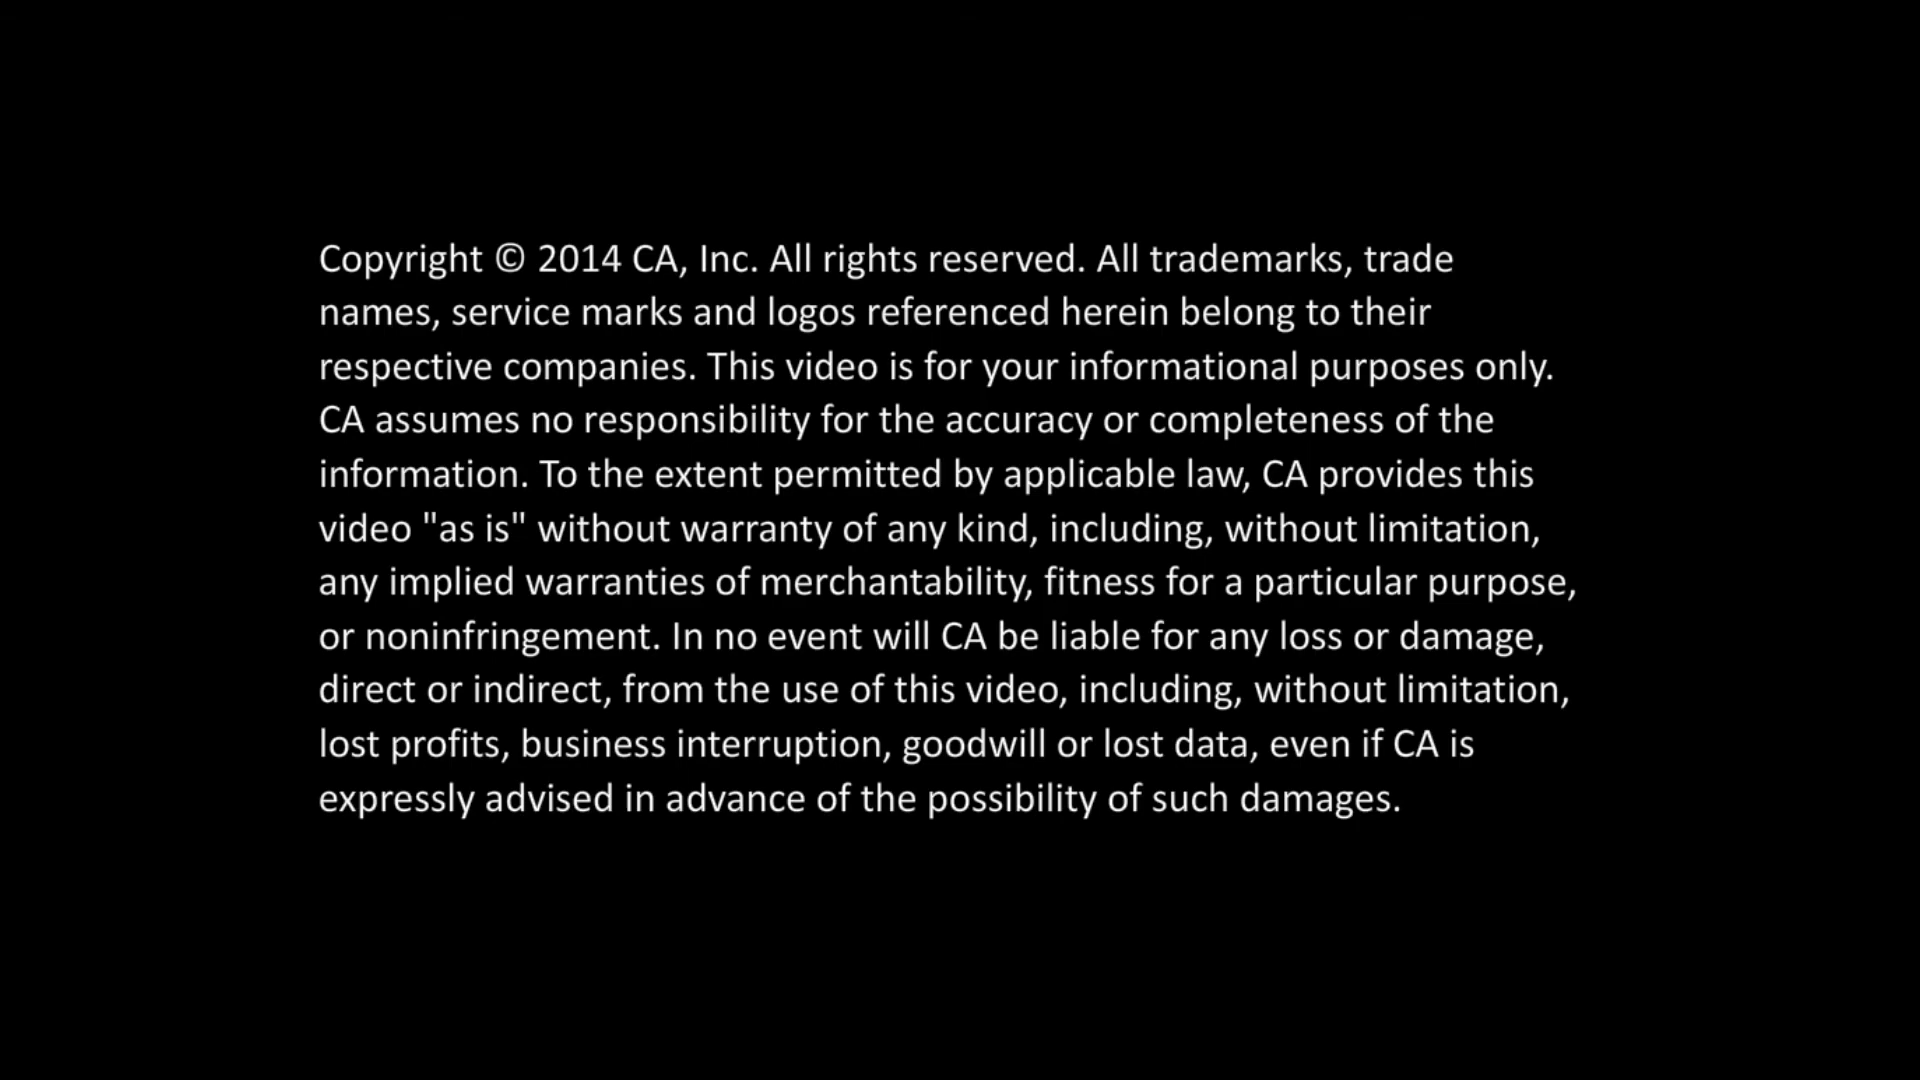 Copyright © 2014 CA, Inc. All rights reserved. All trademarks, trade
names, service marks and logos referenced herein belong to their
respective companies. This video is for your informational purposes only.
CA assumes no responsibility for the accuracy or completeness of the
information. To the extent permitted by applicable law, CA provides this
video "as is" without warranty of any kind, including, without limitation,
any implied warranties of merchantability, fitness for a particular purpose,
or noninfringement. In no event will CA be liable for any loss or damage,
direct or indirect, from the use of this video, including, without limitation,
lost profits, business interruption, goodwill or lost data, even if CA is
expressly advised in advance of the possibility of such damages.